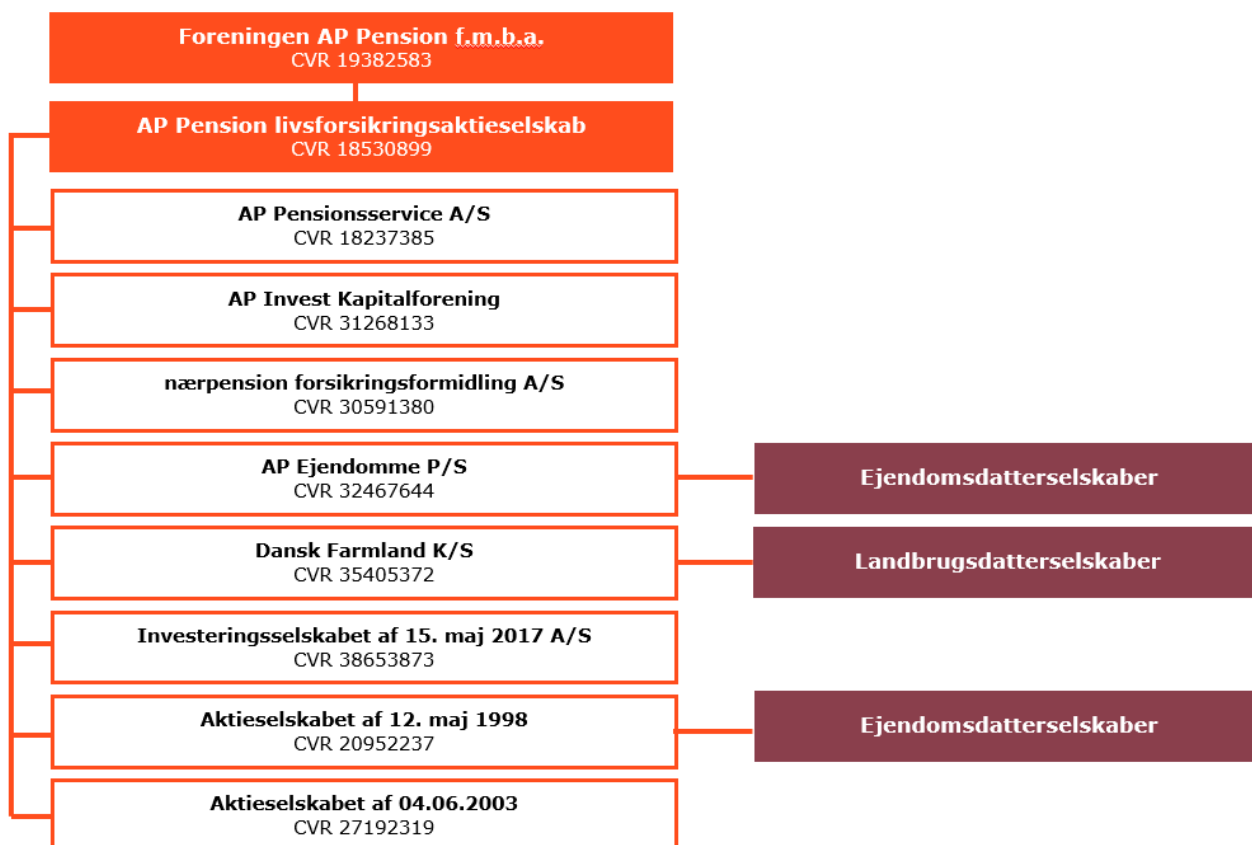 Foreningen AP Pension f.m.b.a.
CVR 19382583
AP Pension livsforsikringsaktieselskab
CVR 18530899
AP Pensionsservice A/S
CVR 18237385
AP Invest Kapitalforening
CVR 31268133
nærpension forsikringsformidling A/S
CVR 30591380
AP Ejendomme P/S
CVR 32467644
Ejendomsdatterselskaber
Dansk Farmland K/S
CVR 35405372
Landbrugsdatterselskaber
Investeringsselskabet af 15. maj 2017 A/S
CVR 38653873
Aktieselskabet af 12. maj 1998
CVR 20952237
Ejendomsdatterselskaber
Aktieselskabet af 04.06.2003
CVR 27192319